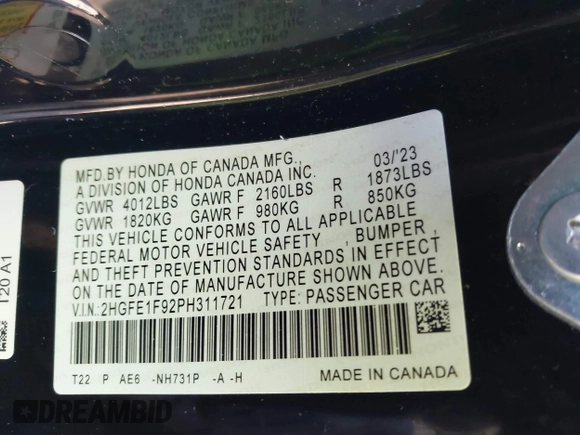 MFD.BY HONDA OF CANADA MFG., 03/'23
A DIVISION OF HONDA CANADA INC.
GVWR 4012LBS GAWR F 2160LBS R 1873LBS
GVWR 1820KG GAWR F 980KG R 850KG
THIS VEHICLE CONFORMS TO ALL APPLICABLE
FEDERAL MOTOR VEHICLE SAFETY , BUMPER ,
AND THEFT PREVENTION STANDARDS IN EFFECT
ON THE DATE OF MANUFACTURE SHOWN ABOVE.
V.I.N.:2HGFE1F92PH311721 TYPE: PASSENGER CAR
T22 P AE6 -NH731P -A -H MADE IN CANADA
T20 A1
DREAMBID